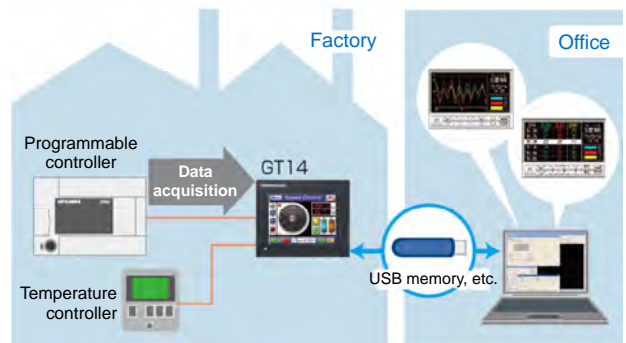 Factory
Office
Programmable
controller
Data
acquisition
GT14
USB memory, etc.
Temperature
controller